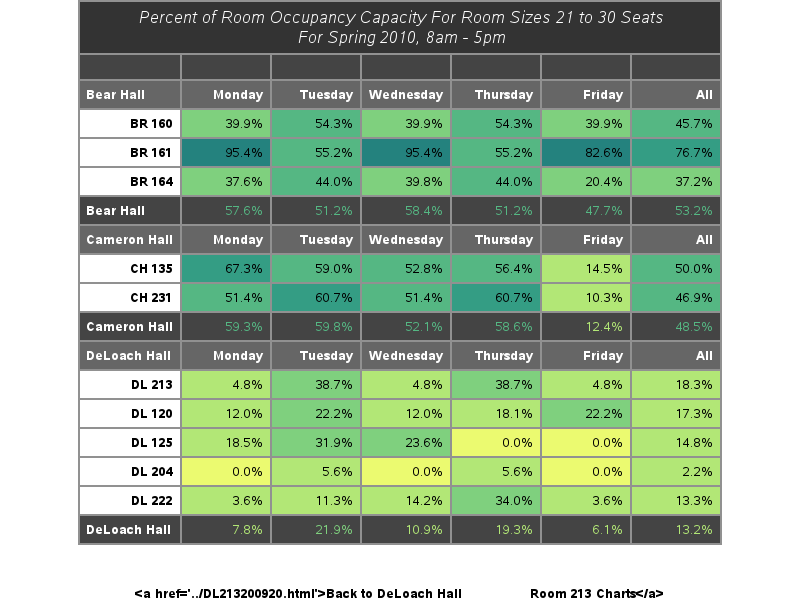 Percent of Room Occupancy Capacity For Room Sizes 21 to 30 Seats
For Spring 2010, 8am - 5pm
Bear Hall Monday Tuesday Wednesday Thursday Friday All
BR 160 39.9% 54.3% 39.9% 54.3% 39.9% 45.7%
BR 161 95.4% 55.2% 95.4% 55.2% 82.6% 76.7%
BR 164 37.6% 44.0% 39.8% 44.0% 20.4% 37.2%
Bear Hall 57.6% 51.2% 58.4% 51.2% 47.7% 53.2%
Cameron Hall Monday Tuesday Wednesday Thursday Friday All
CH 135 67.3% 59.0% 52.8% 56.4% 14.5% 50.0%
CH 231 51.4% 60.7% 51.4% 60.7% 10.3% 46.9%
Cameron Hall 59.3% 59.8% 52.1% 58.6% 12.4% 48.5%
DeLoach Hall Monday Tuesday Wednesday Thursday Friday All
DL 213 4.8% 38.7% 4.8% 38.7% 4.8% 18.3%
DL 120 12.0% 22.2% 12.0% 18.1% 22.2% 17.3%
DL 125 18.5% 31.9% 23.6% 0.0% 0.0% 14.8%
DL 204 0.0% 5.6% 0.0% 5.6% 0.0% 2.2%
DL 222 3.6% 11.3% 14.2% 34.0% 3.6% 13.3%
DeLoach Hall 7.8% 21.9% 10.9% 19.3% 6.1% 13.2%
<a href='../DL213200920.html'>Back to DeLoach Hall Room 213 Charts</a>